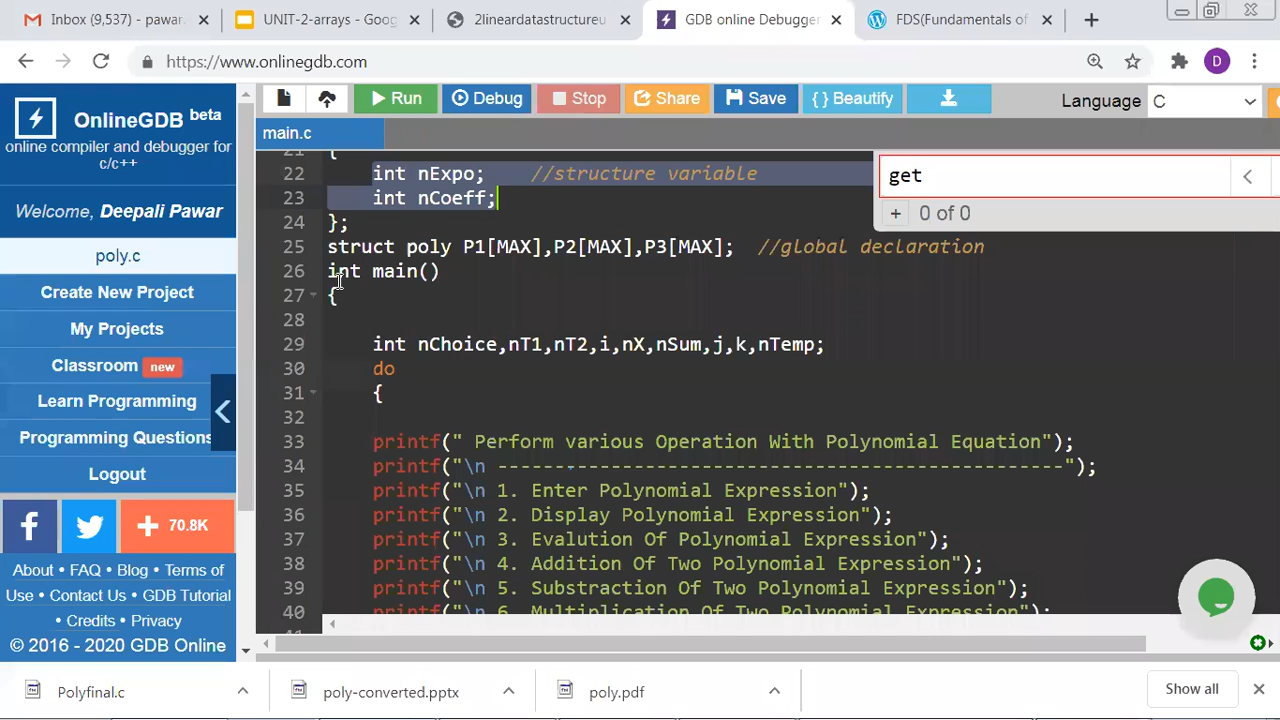 Inbox (9,537) - pawar
UNIT-2-arrays - Goog
2lineardatastructureu
GDB online Debugger
FDS(Fundamentals of
https://www.onlinegdb.com
D
OnlineGDB beta
online compiler and debugger for
c/c++
Welcome, Deepali Pawar
poly.c
Create New Project
My Projects
Classroom new
Learn Programming
Programming Questions
Logout
+ 70.8K
About • FAQ • Blog • Terms of
Use • Contact Us • GDB Tutorial
• Credits • Privacy
© 2016 - 2020 GDB Online
Run Debug Stop Share Save { } Beautify
Language C
main.c
get
+ 0 of 0
21 {
22 int nExpo; //structure variable
23 int nCoeff;
24 };
25 struct poly P1[MAX],P2[MAX],P3[MAX]; //global declaration
26 int main()
27 {
28
29 int nChoice,nT1,nT2,i,nX,nSum,j,k,nTemp;
30 do
31 {
32
33 printf(" Perform various Operation With Polynomial Equation");
34 printf("\n ----------------------------------------------------");
35 printf("\n 1. Enter Polynomial Expression");
36 printf("\n 2. Display Polynomial Expression");
37 printf("\n 3. Evalution Of Polynomial Expression");
38 printf("\n 4. Addition Of Two Polynomial Expression");
39 printf("\n 5. Substraction Of Two Polynomial Expression");
40 printf("\n 6. Multiplication Of Two Polynomial Expression");
Polyfinal.c
poly-converted.pptx
poly.pdf
Show all